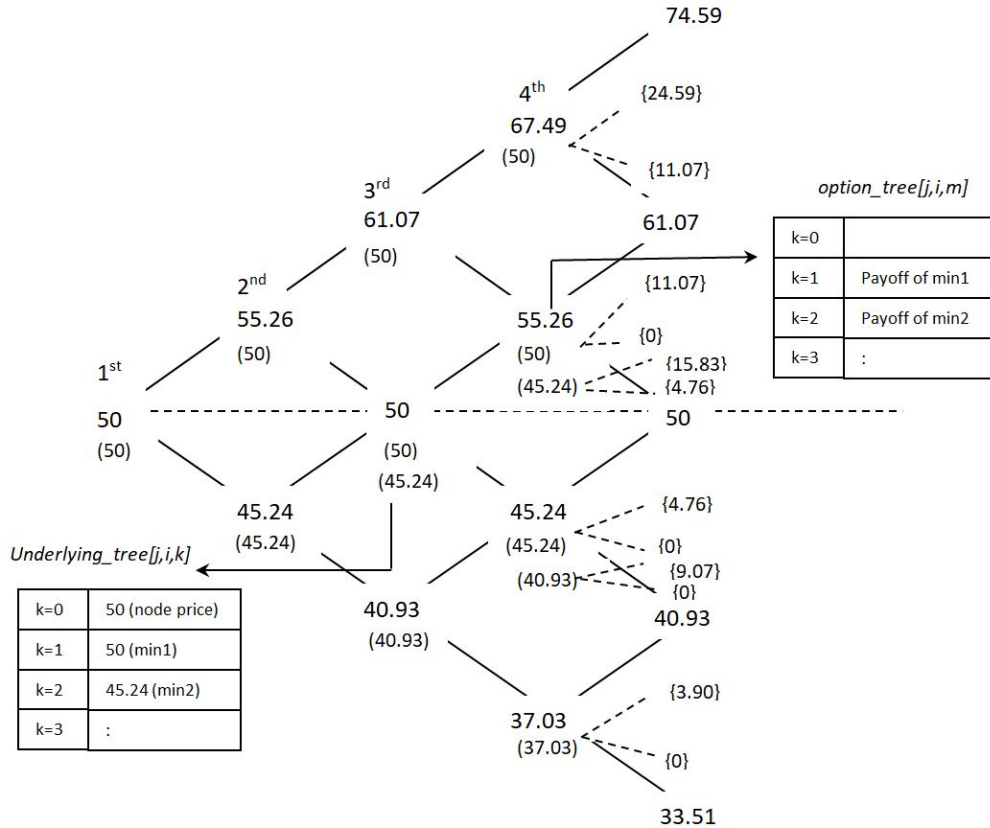 74.59
4th
67.49
(50)
{24.59}
{11.07}
3rd
61.07
(50)
61.07
option_tree[j,i,m]
k=0
k=1 Payoff of min1
k=2 Payoff of min2
k=3 :
2nd
55.26
(50)
55.26
(50)
(45.24)
{11.07}
{0}
{15.83}
{4.76}
1st
50
(50)
50
(50)
(45.24)
50
45.24
(45.24)
45.24
(45.24)
(40.93)
{4.76}
{0}
{9.07}
{0}
Underlying_tree[j,i,k]
k=0 50 (node price)
k=1 50 (min1)
k=2 45.24 (min2)
k=3 :
40.93
(40.93)
40.93
37.03
(37.03)
{3.90}
{0}
33.51